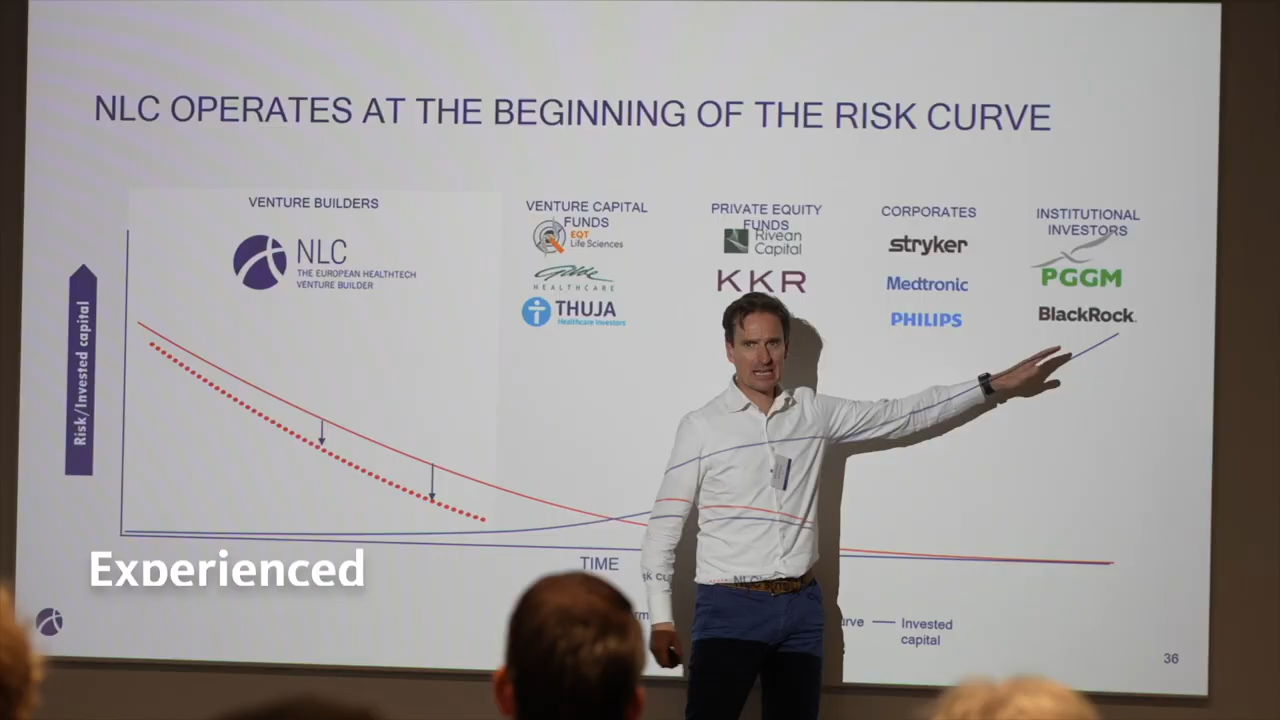 NLC OPERATES AT THE BEGINNING OF THE RISK CURVE
VENTURE BUILDERS
NLC
THE EUROPEAN HEALTHTECH
VENTURE BUILDER
VENTURE CAPITAL
FUNDS
EQT
Life Sciences
Gilde
HEALTHCARE
THUJA
Healthcare Investors
PRIVATE EQUITY
FUNDS
Rivean
Capital
KKR
CORPORATES
stryker
Medtronic
PHILIPS
INSTITUTIONAL
INVESTORS
PGGM
BlackRock.
Risk/Invested capital
TIME
Experienced
Invested
capital
36